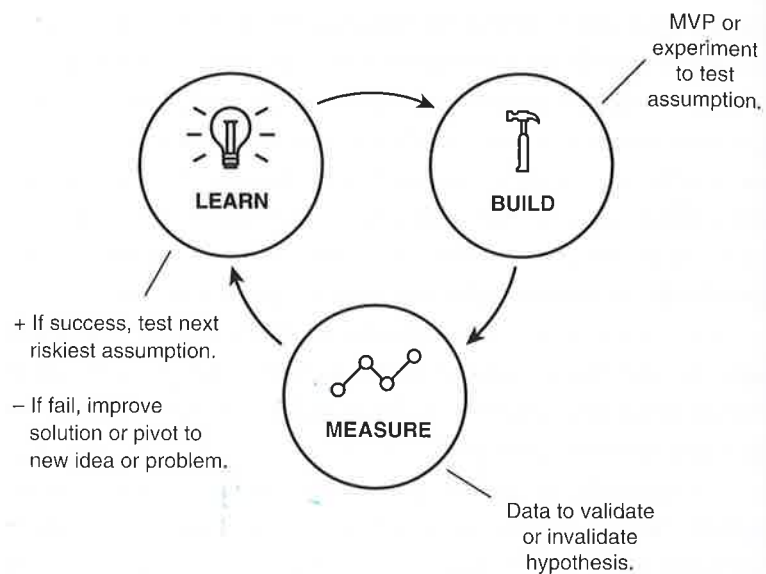 MVP or
experiment
to test
assumption.
LEARN
BUILD
+ If success, test next
riskiest assumption.
– If fail, improve
solution or pivot to
new idea or problem.
MEASURE
Data to validate
or invalidate
hypothesis.